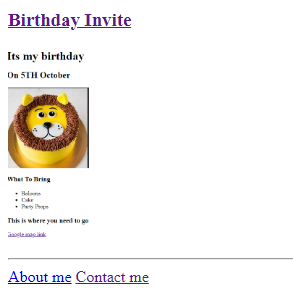 Birthday Invite
Its my birthday
On 5TH October
What To Bring
Baloons
Cake
Party Props
This is where you need to go
Google map link
About me Contact me